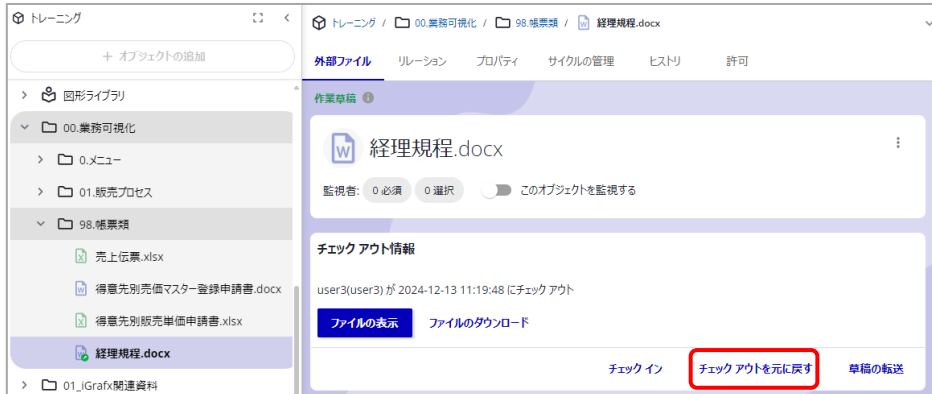 トレーニング
トレーニング / 00.業務可視化 / 98.帳票類 / 経理規程.docx
+ オブジェクトの追加
外部ファイル リレーション プロパティ サイクルの管理 ヒストリ 許可
図形ライブラリ
00.業務可視化
0.メニュー
01.販売プロセス
98.帳票類
売上伝票.xlsx
得意先別売価マスター登録申請書.docx
得意先別販売単価申請書.xlsx
経理規程.docx
01_iGrafx関連資料
作業草稿
経理規程.docx
監視者: 0 必須 0 選択 このオブジェクトを監視する
チェック アウト情報
user3(user3) が 2024-12-13 11:19:48 にチェック アウト
ファイルの表示 ファイルのダウンロード
チェック イン チェック アウトを元に戻す 草稿の転送